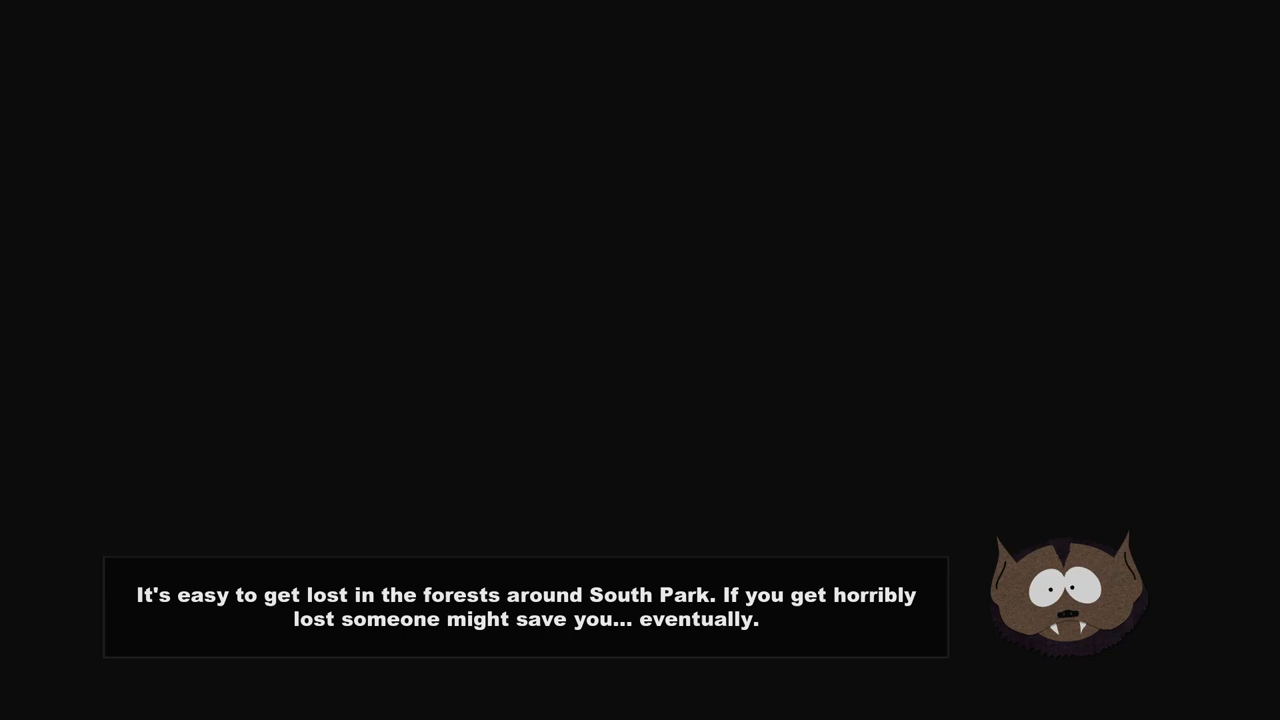 It's easy to get lost in the forests around South Park. If you get horribly
lost someone might save you... eventually.